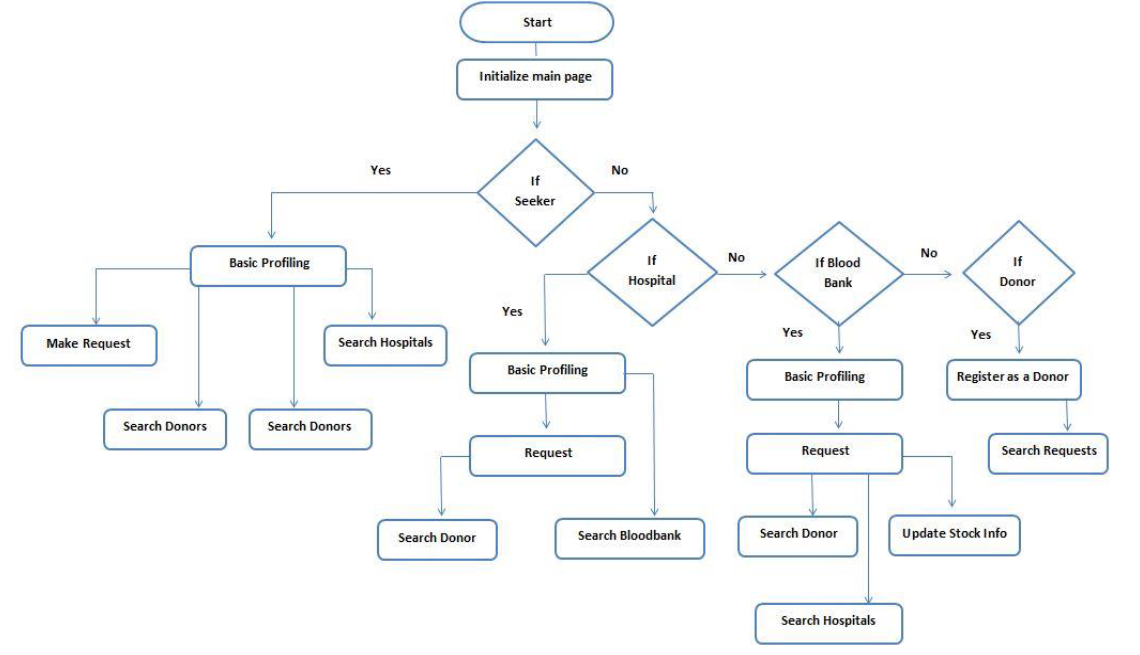 Start
Initialize main page
Yes
No
If
Seeker
Basic Profiling
If
Hospital
No
If Blood
Bank
No
If
Donor
Yes
Yes
Yes
Make Request
Search Hospitals
Basic Profiling
Basic Profiling
Register as a Donor
Search Donors
Search Donors
Request
Request
Search Requests
Search Donor
Search Bloodbank
Search Donor
Update Stock Info
Search Hospitals